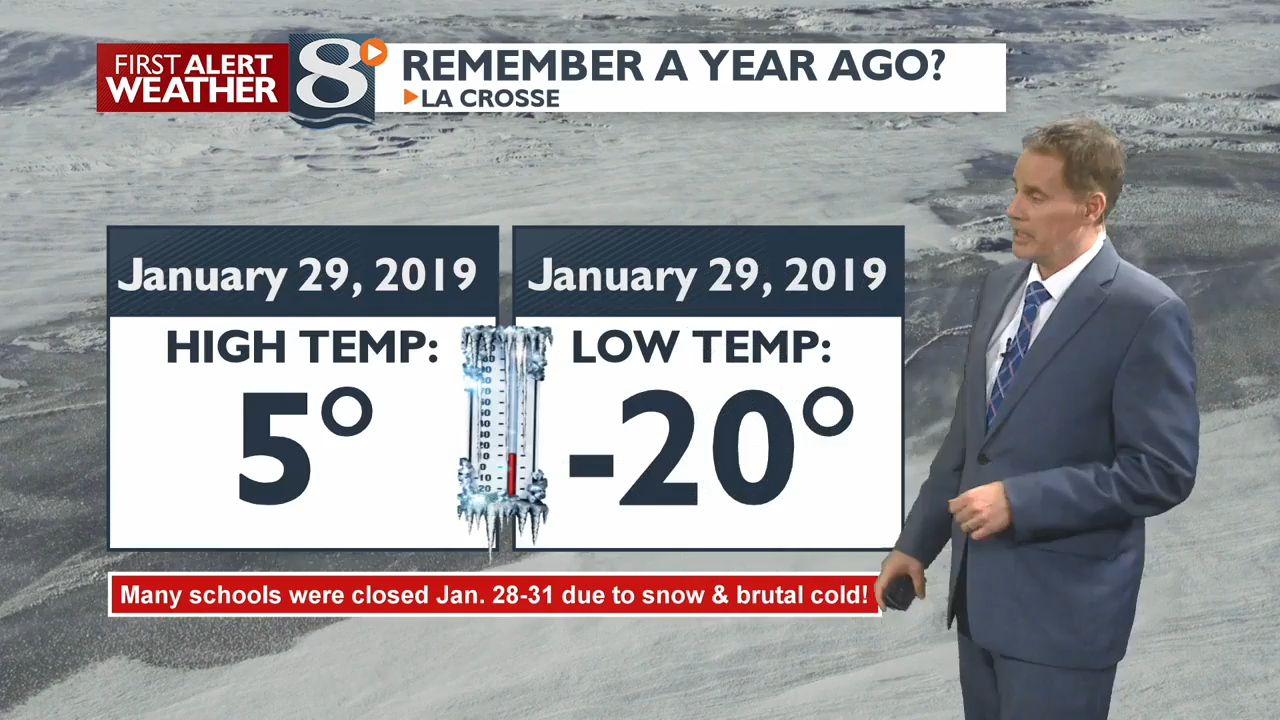 FIRST ALERT
WEATHER
8
REMEMBER A YEAR AGO?
LA CROSSE
January 29, 2019
HIGH TEMP:
5°
January 29, 2019
LOW TEMP:
-20°
Many schools were closed Jan. 28-31 due to snow & brutal cold!